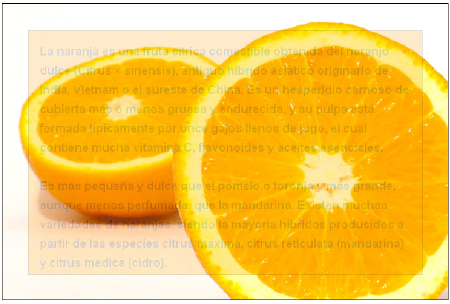 La naranja es una fruta cítrica comestible obtenida del naranjo
dulce (Citrus × sinensis), antiguo híbrido asiático originario de
India, Vietnam o el sureste de China. Es un hesperidio carnoso de
cubierta más o menos gruesa y endurecida, y su pulpa está
formada típicamente por once gajos llenos de jugo, el cual
contiene mucha vitamina C, flavonoides y aceites esenciales.
Es más pequeña y dulce que el pomelo o toronja y más grande,
aunque menos perfumada, que la mandarina. Existen muchas
variedades de naranjas, siendo la mayoría híbridos producidos a
partir de las especies citrus maxima, citrus reticulata (mandarina)
y citrus medica (cidro).